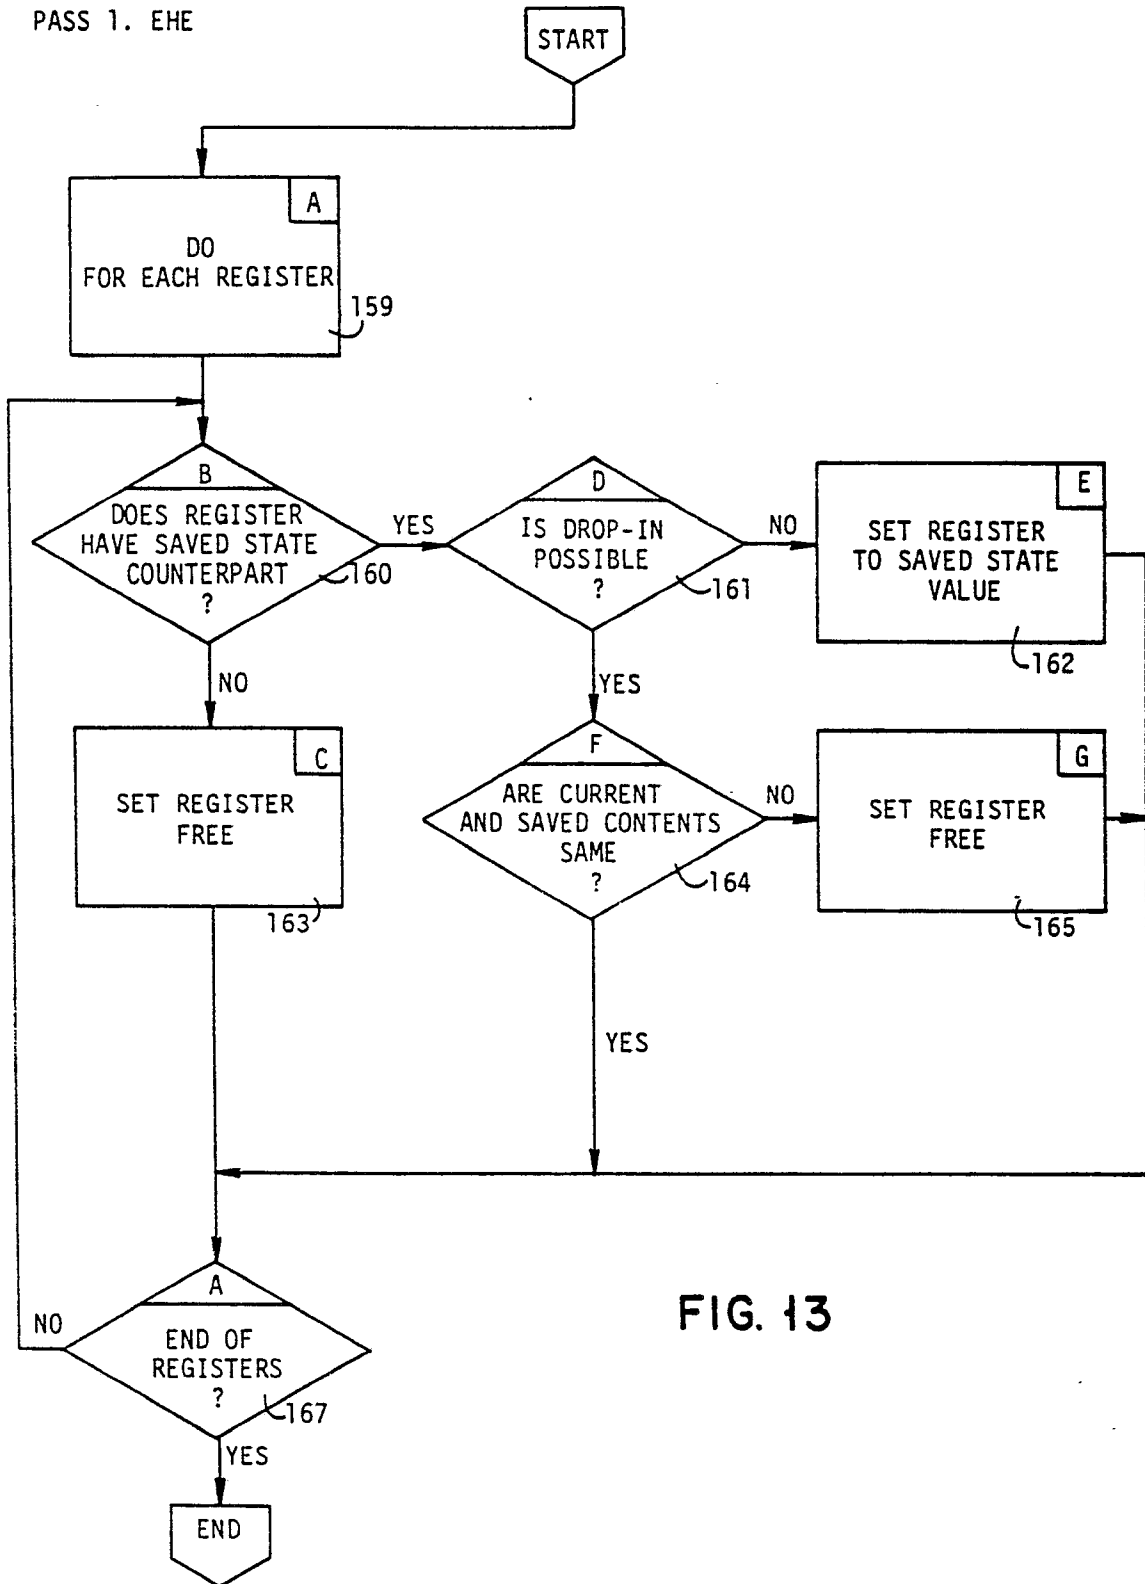 PASS 1. EHE
START
A
DO
FOR EACH REGISTER
159
B
DOES REGISTER
HAVE SAVED STATE
COUNTERPART
?
160
YES
D
IS DROP-IN
POSSIBLE
?
161
NO
E
SET REGISTER
TO SAVED STATE
VALUE
162
NO
YES
C
SET REGISTER
FREE
163
F
ARE CURRENT
AND SAVED CONTENTS
SAME
?
164
NO
G
SET REGISTER
FREE
165
YES
A
END OF
REGISTERS
?
167
NO
YES
END
FIG. 13